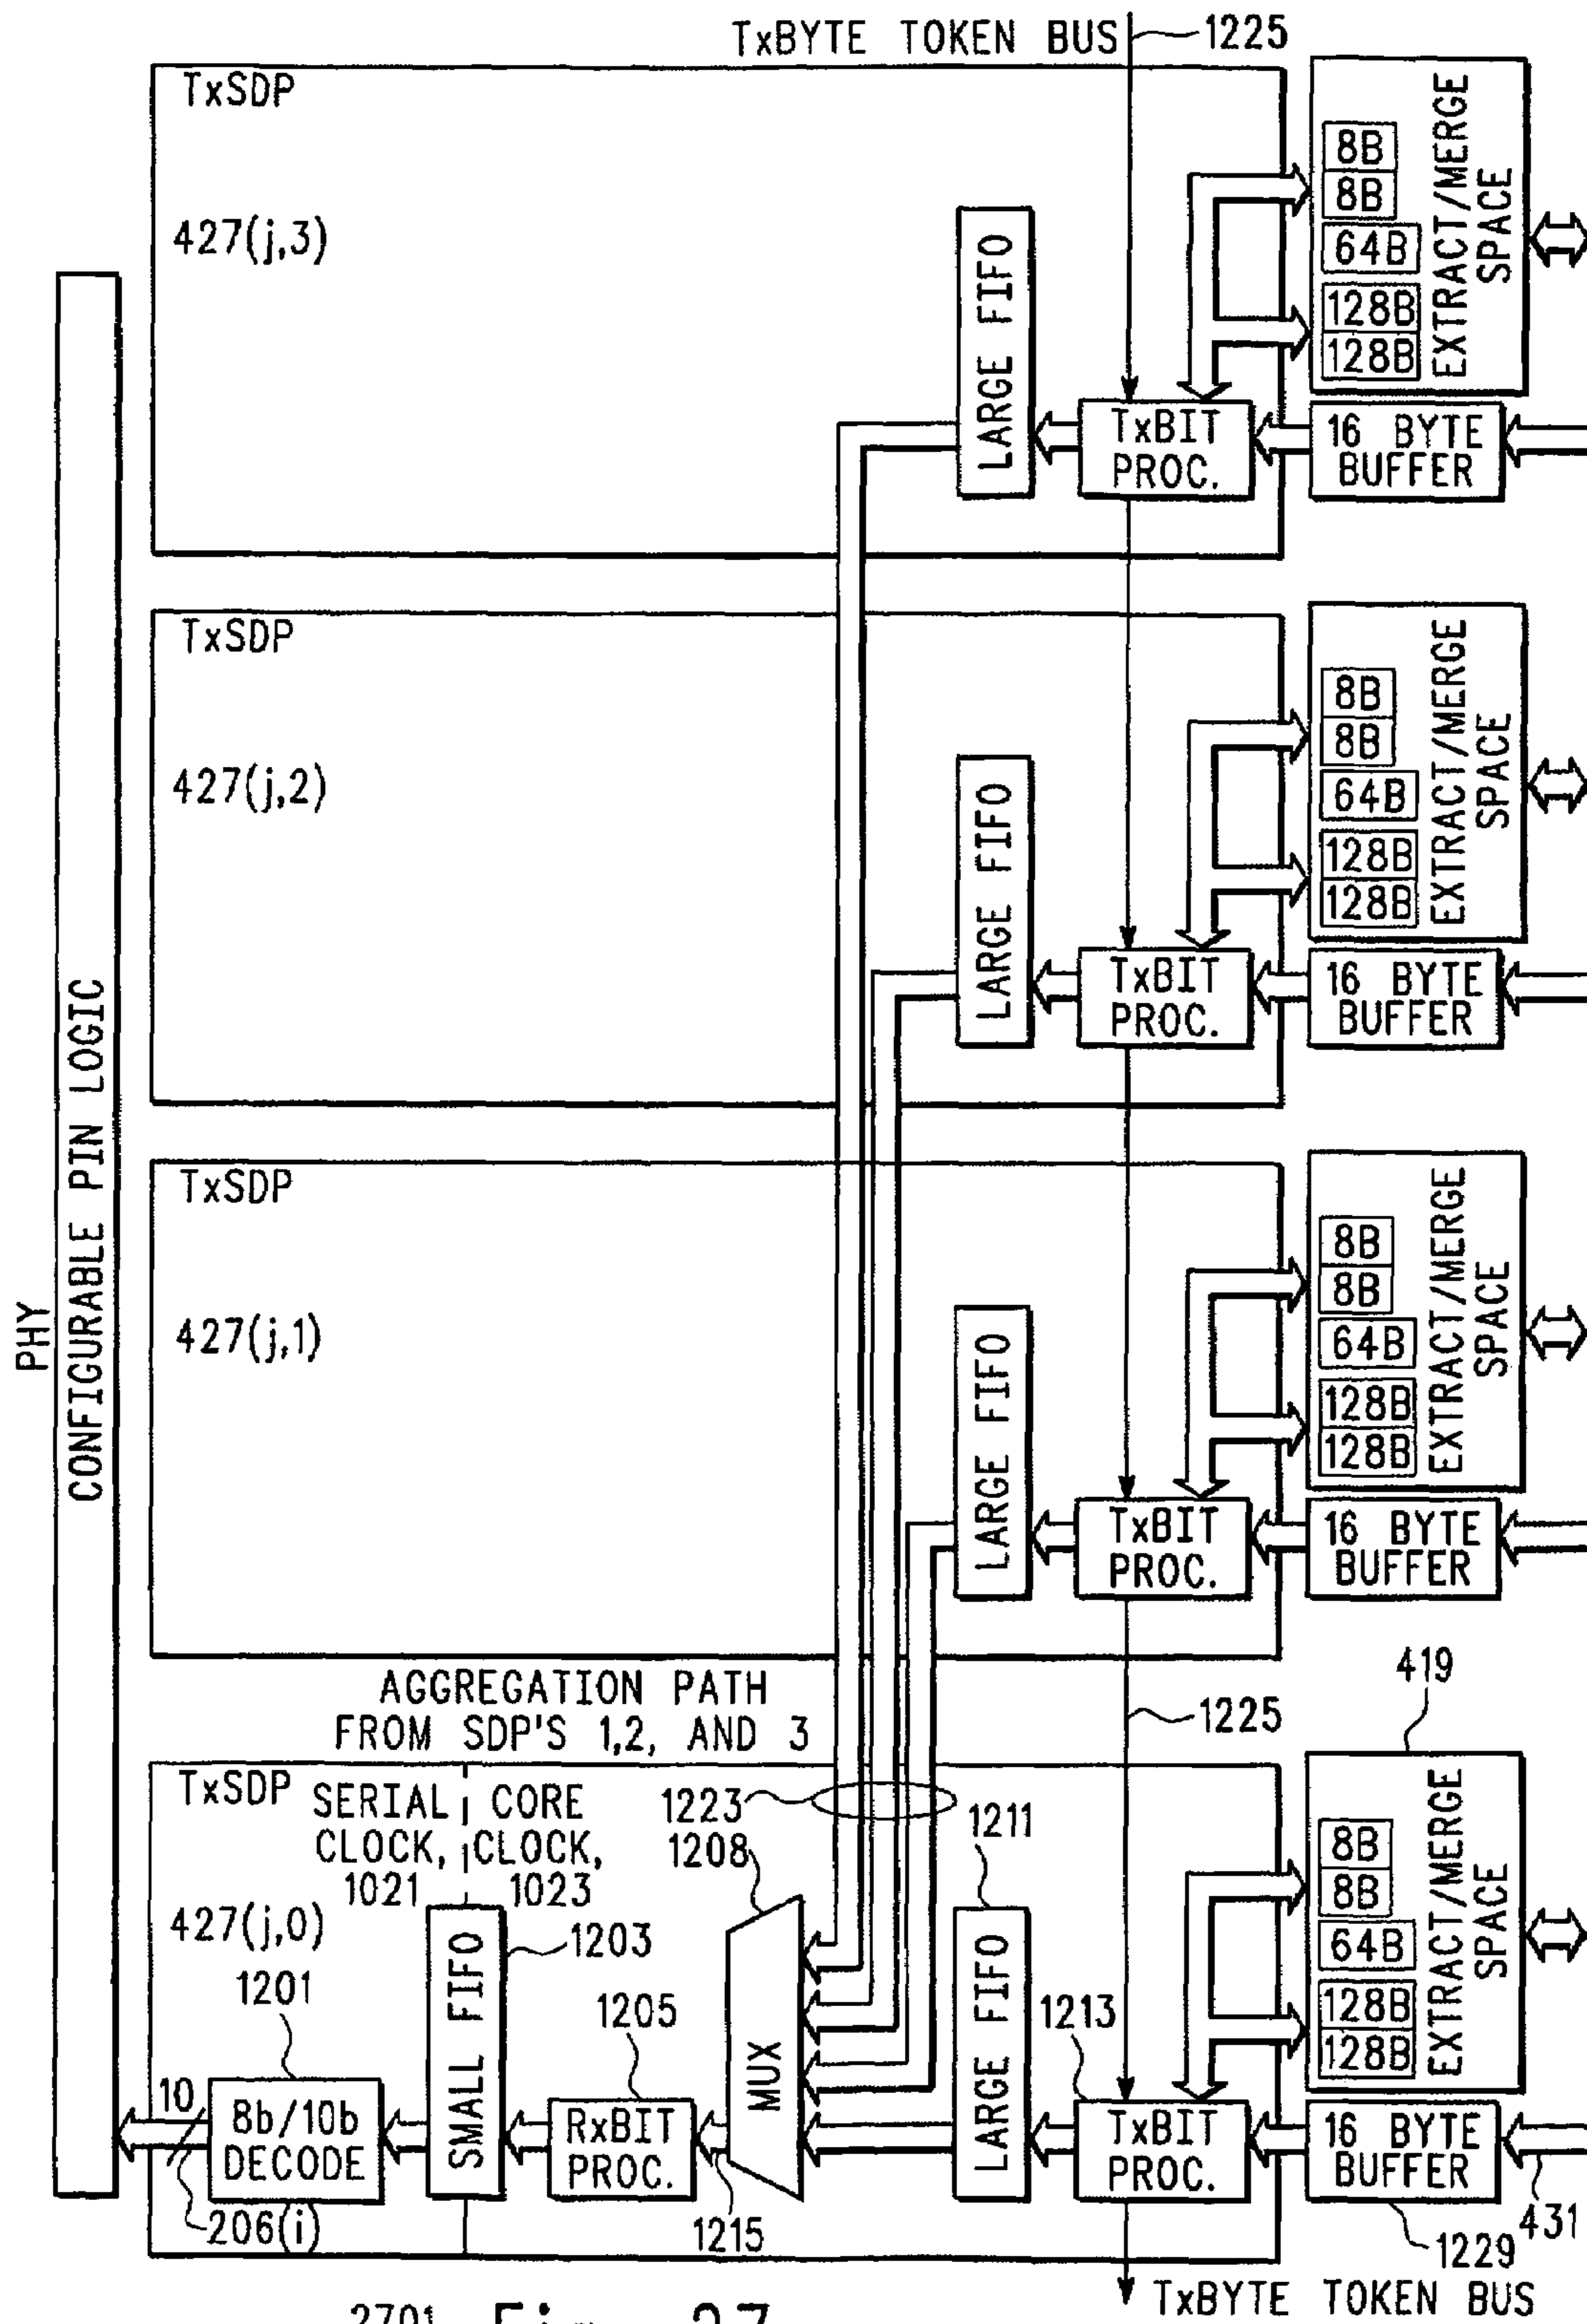 TxBYTE TOKEN BUS
1225
TxSDP
427(j,3)
LARGE FIFO
TxBIT
PROC.
8B
8B
64B
128B
128B
EXTRACT/MERGE
SPACE
16 BYTE
BUFFER
TxSDP
427(j,2)
LARGE FIFO
TxBIT
PROC.
8B
8B
64B
128B
128B
EXTRACT/MERGE
SPACE
16 BYTE
BUFFER
PHY
CONFIGURABLE PIN LOGIC
TxSDP
427(j,1)
LARGE FIFO
TxBIT
PROC.
8B
8B
64B
128B
128B
EXTRACT/MERGE
SPACE
16 BYTE
BUFFER
AGGREGATION PATH
FROM SDP'S 1,2, AND 3
1225
419
TxSDP
SERIAL
CLOCK,
1021
CORE
CLOCK,
1023
1223
1208
1211
427(j,0)
1201
1203
1205
1213
10
8b/10b
DECODE
SMALL FIFO
RxBIT
PROC.
MUX
LARGE FIFO
TxBIT
PROC.
8B
8B
64B
128B
128B
EXTRACT/MERGE
SPACE
16 BYTE
BUFFER
206(i)
1215
431
1229
TxBYTE TOKEN BUS
2701
Fig. 27